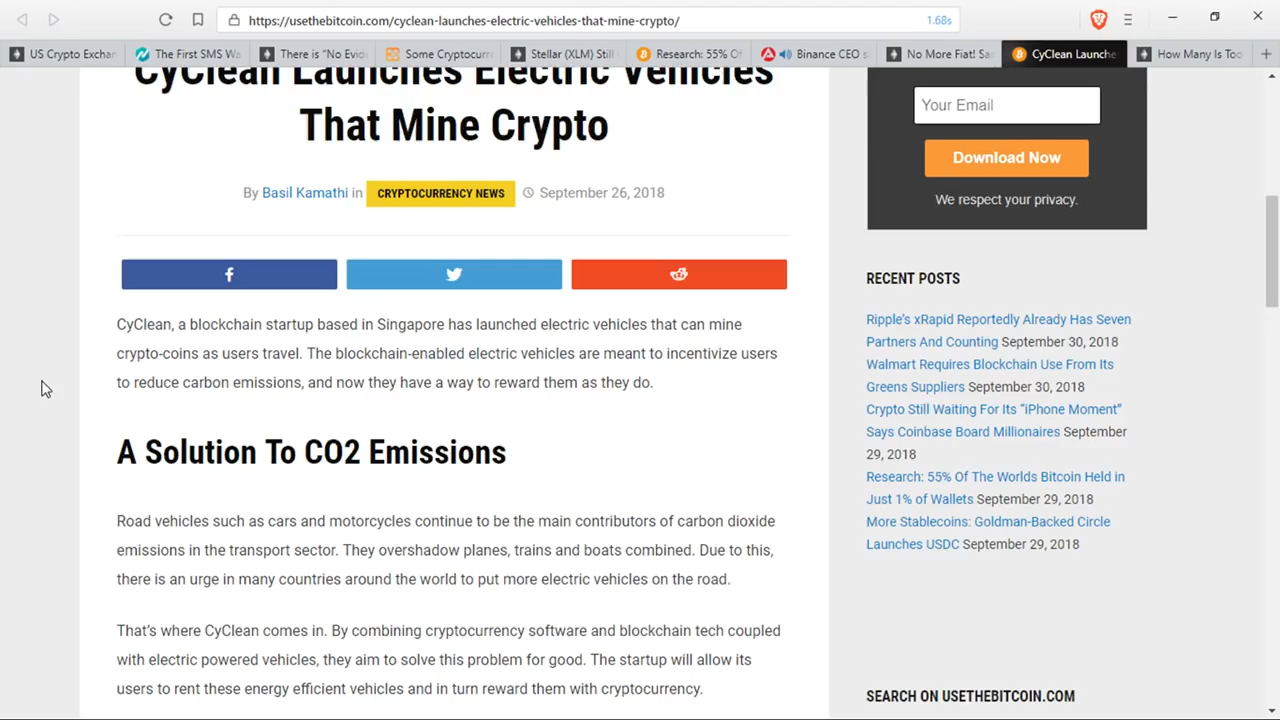 https://usethebitcoin.com/cyclean-launches-electric-vehicles-that-mine-crypto/
1.68s
US Crypto Exchan
The First SMS Wa
There is “No Evid
Some Cryptocurr
Stellar (XLM) Still
Research: 55% Of
Binance CEO s
No More Fiat! Sa
CyClean Launche
How Many Is Too
CyClean Launches Electric Vehicles
That Mine Crypto
By Basil Kamathi in CRYPTOCURRENCY NEWS September 26, 2018
CyClean, a blockchain startup based in Singapore has launched electric vehicles that can mine
crypto-coins as users travel. The blockchain-enabled electric vehicles are meant to incentivize users
to reduce carbon emissions, and now they have a way to reward them as they do.
A Solution To CO2 Emissions
Road vehicles such as cars and motorcycles continue to be the main contributors of carbon dioxide
emissions in the transport sector. They overshadow planes, trains and boats combined. Due to this,
there is an urge in many countries around the world to put more electric vehicles on the road.
That’s where CyClean comes in. By combining cryptocurrency software and blockchain tech coupled
with electric powered vehicles, they aim to solve this problem for good. The startup will allow its
users to rent these energy efficient vehicles and in turn reward them with cryptocurrency.
Your Email
Download Now
We respect your privacy.
RECENT POSTS
Ripple’s xRapid Reportedly Already Has Seven
Partners And Counting September 30, 2018
Walmart Requires Blockchain Use From Its
Greens Suppliers September 30, 2018
Crypto Still Waiting For Its “iPhone Moment”
Says Coinbase Board Millionaires September
29, 2018
Research: 55% Of The Worlds Bitcoin Held in
Just 1% of Wallets September 29, 2018
More Stablecoins: Goldman-Backed Circle
Launches USDC September 29, 2018
SEARCH ON USETHEBITCOIN.COM